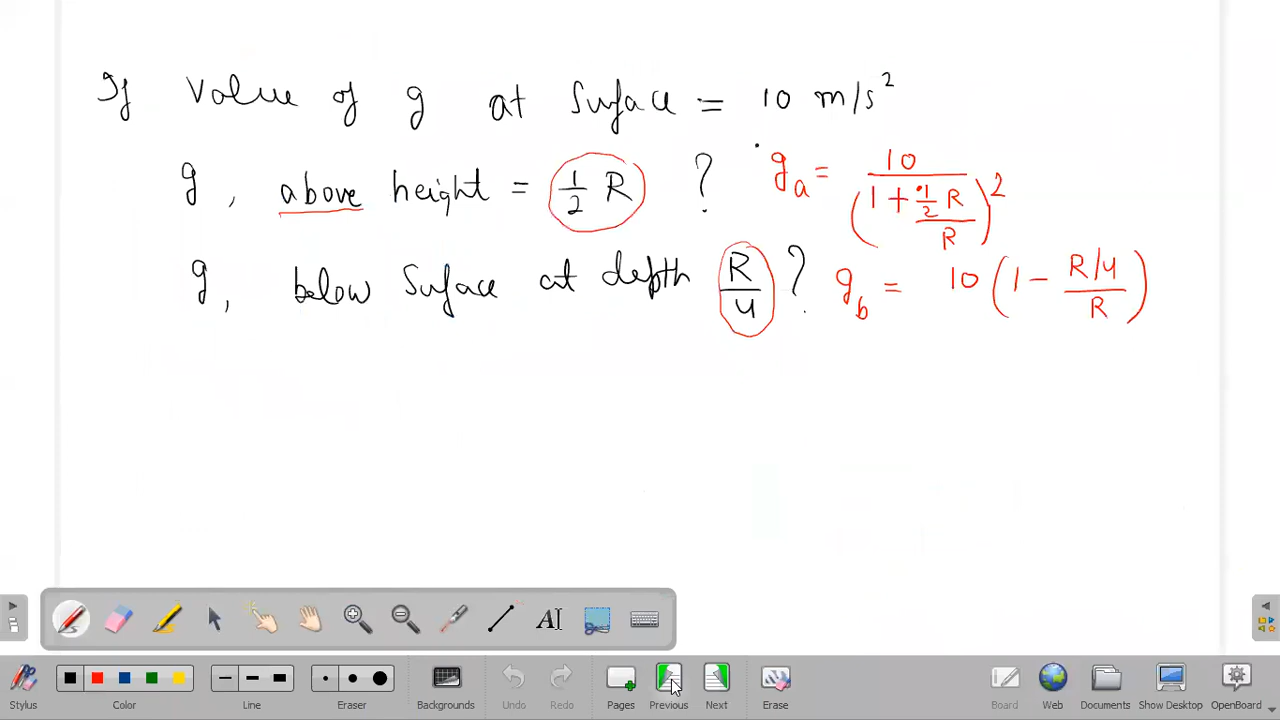 If Value of g at Surface = 10 m/s²
g, above height = 1/2 R ? gₐ = 10/(1 + (1/2 R)/R)²
g, below Surface at depth R/4 ? g_b = 10 (1 - (R/4)/R)
Stylus Color Line Eraser Backgrounds Undo Redo Pages Previous Next Erase Board Web Documents Show Desktop OpenBoard